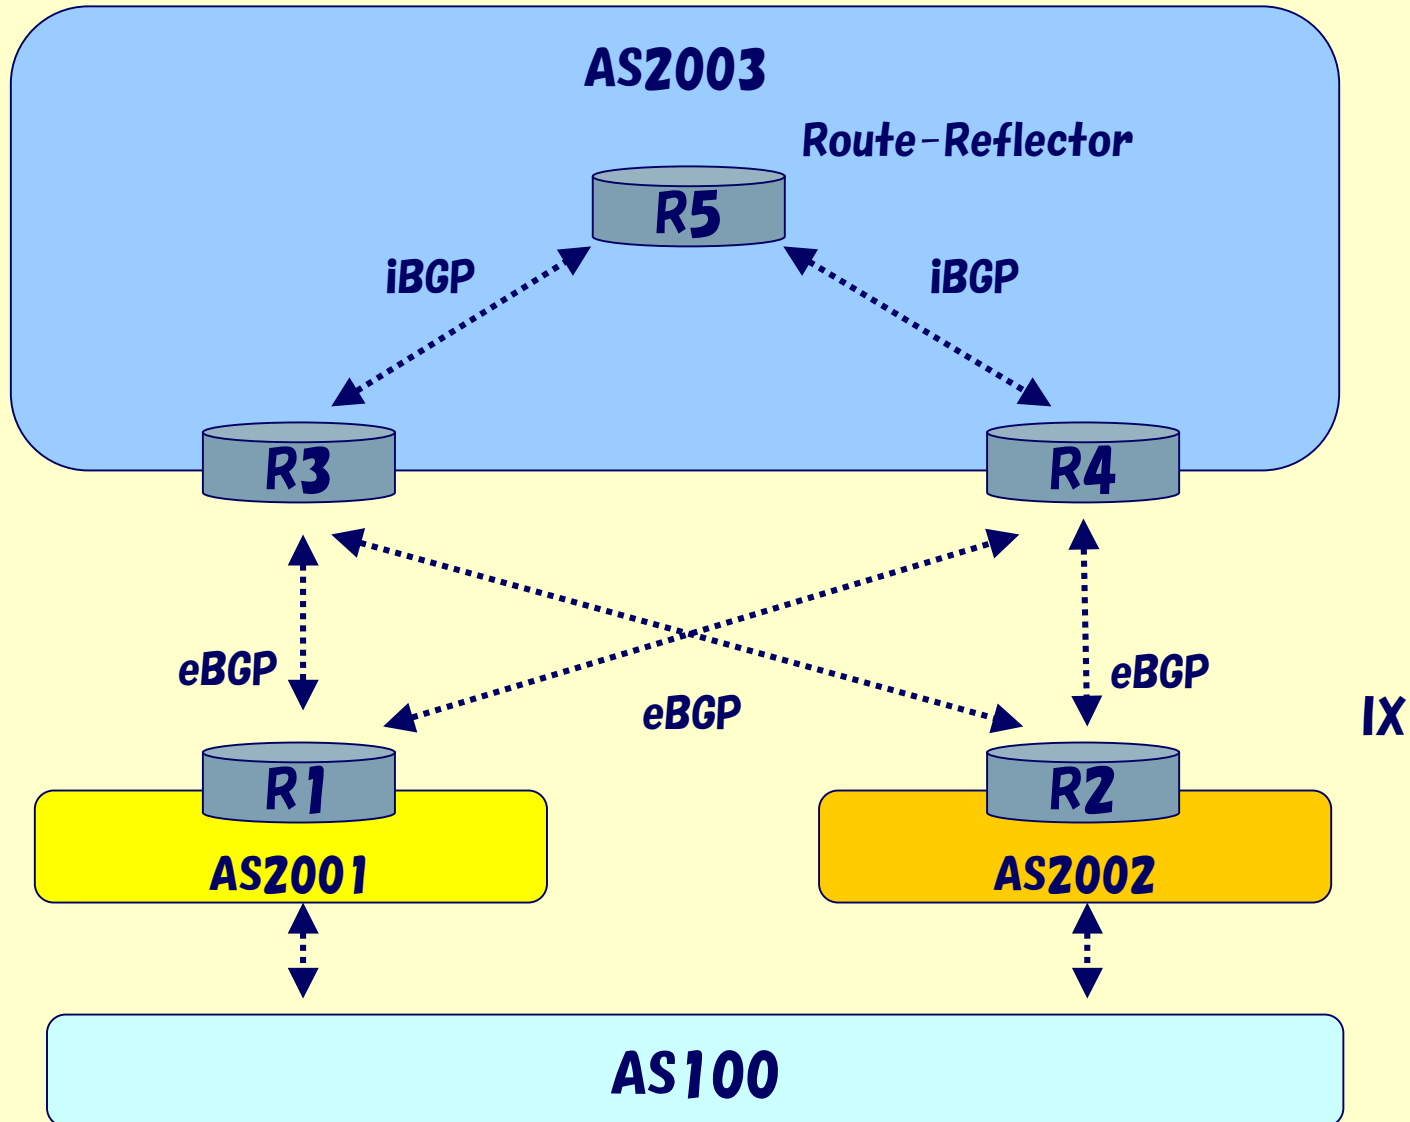 AS2003
Route-Reflector
R5
iBGP
iBGP
R3
R4
eBGP
eBGP
eBGP
IX
R1
R2
AS2001
AS2002
AS100